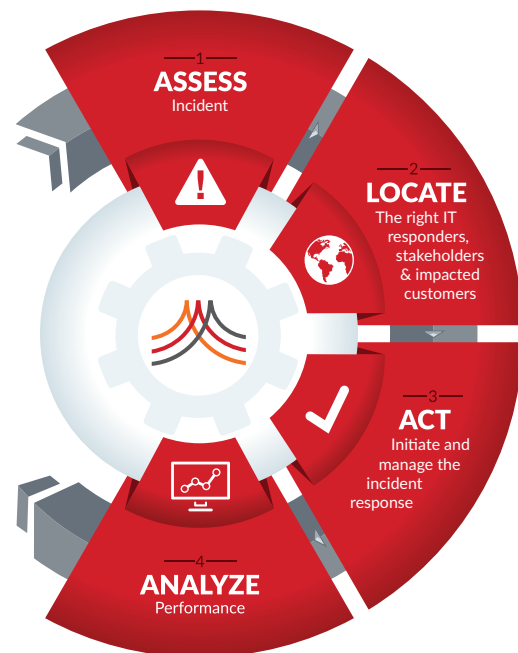 1
ASSESS
Incident
2
LOCATE
The right IT
responders,
stakeholders
& impacted
customers
3
ACT
Initiate and
manage the
incident
response
4
ANALYZE
Performance